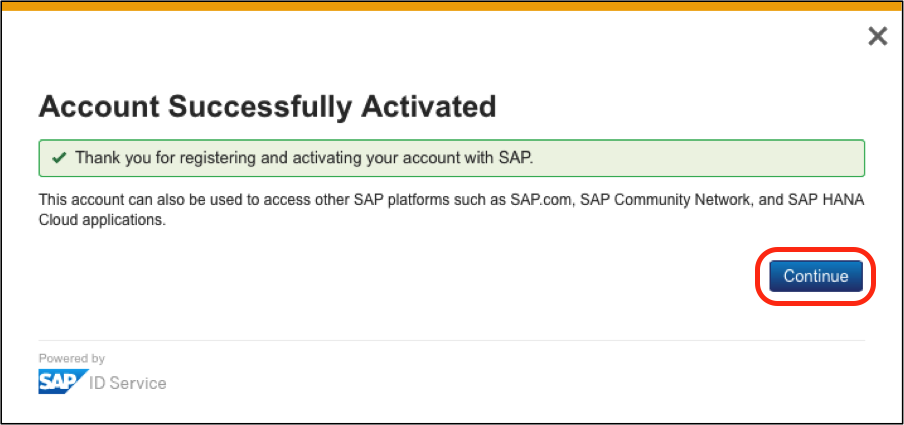 Account Successfully Activated
Thank you for registering and activating your account with SAP.
This account can also be used to access other SAP platforms such as SAP.com, SAP Community Network, and SAP HANA
Cloud applications.
Continue
Powered by
SAP ID Service